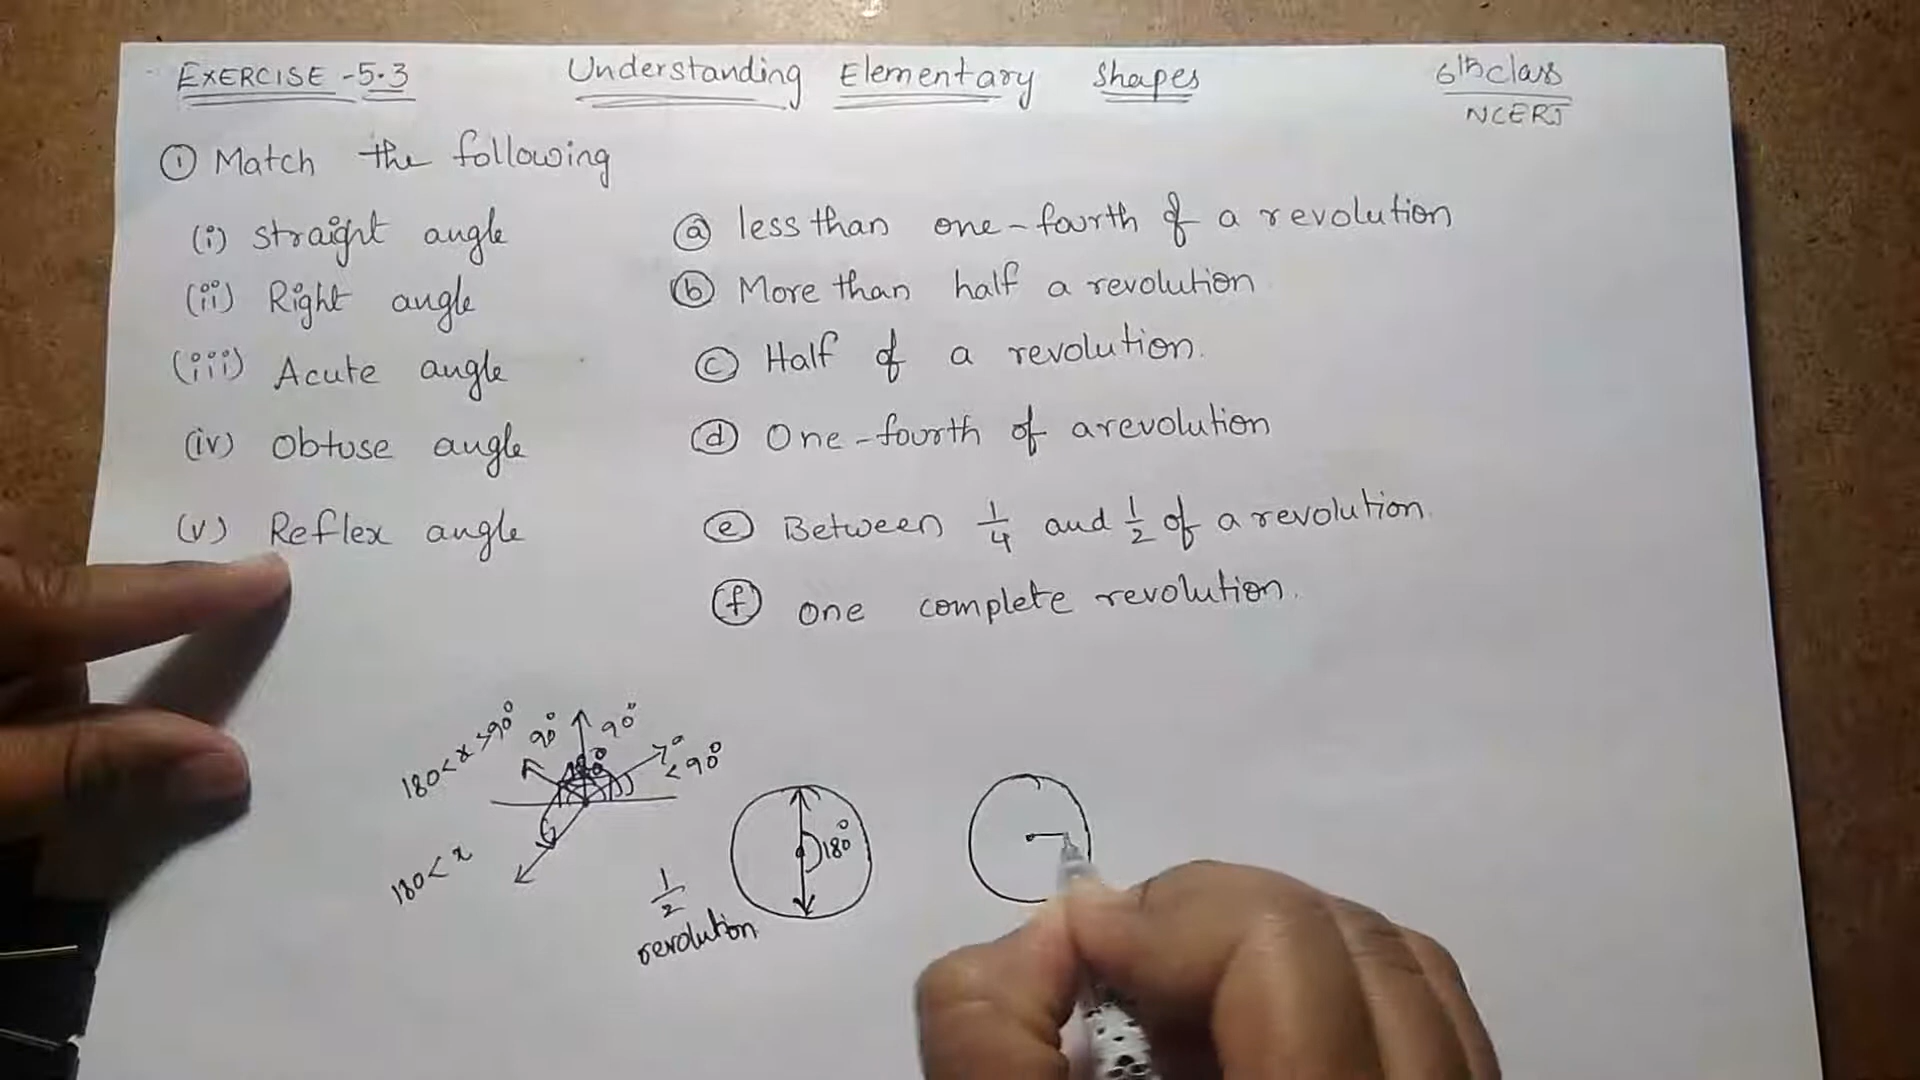 EXERCISE -5.3 Understanding Elementary Shapes 6th class
NCERT
① Match the following
(i) straight angle ⓐ less than one-fourth of a revolution
(ii) Right angle ⓑ More than half a revolution
(iii) Acute angle ⓒ Half of a revolution.
(iv) Obtuse angle ⓓ One-fourth of a revolution
(v) Reflex angle ⓔ Between 1/4 and 1/2 of a revolution.
ⓕ one complete revolution.
180 < x > 90° 90° 90°
< 90°
180 < x
180°
1/2
revolution